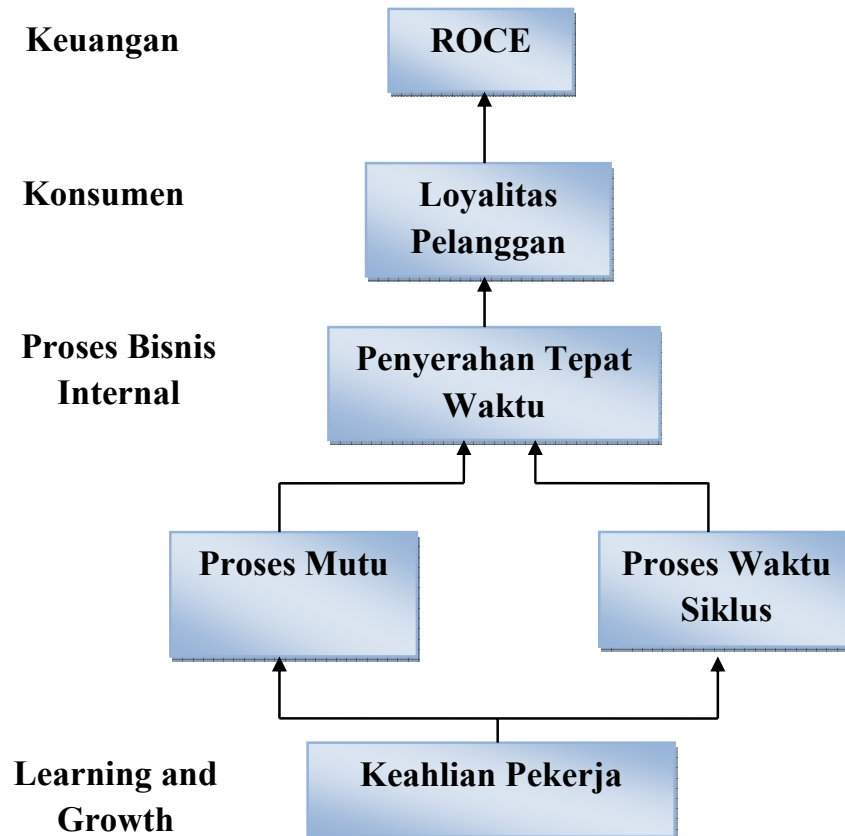 Keuangan
ROCE
Konsumen
Loyalitas
Pelanggan
Proses Bisnis
Internal
Penyerahan Tepat
Waktu
Proses Mutu
Proses Waktu
Siklus
Learning and
Growth
Keahlian Pekerja